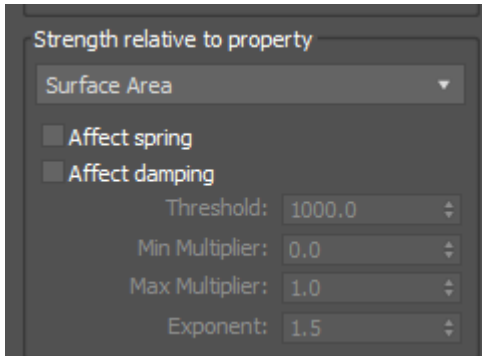 Strength relative to property
Surface Area
Affect spring
Affect damping
Threshold: 1000.0
Min Multiplier: 0.0
Max Multiplier: 1.0
Exponent: 1.5